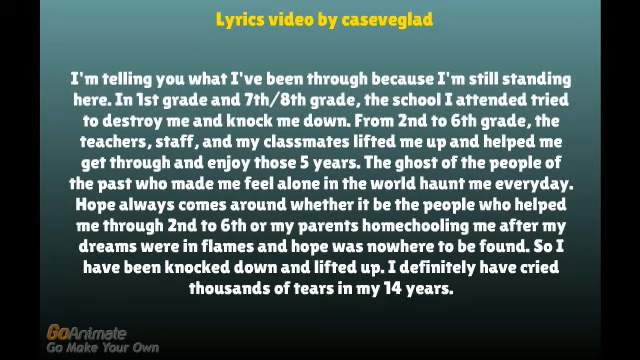 Lyrics video by caseveglad
I'm telling you what I've been through because I'm still standing
here. In 1st grade and 7th/8th grade, the school I attended tried
to destroy me and knock me down. From 2nd to 6th grade, the
teachers, staff, and my classmates lifted me up and helped me
get through and enjoy those 5 years. The ghost of the people of
the past who made me feel alone in the world haunt me everyday.
Hope always comes around whether it be the people who helped
me through 2nd to 6th or my parents homechooling me after my
dreams were in flames and hope was nowhere to be found. So I
have been knocked down and lifted up. I definitely have cried
thousands of tears in my 14 years.
GoAnimate
Go Make Your Own